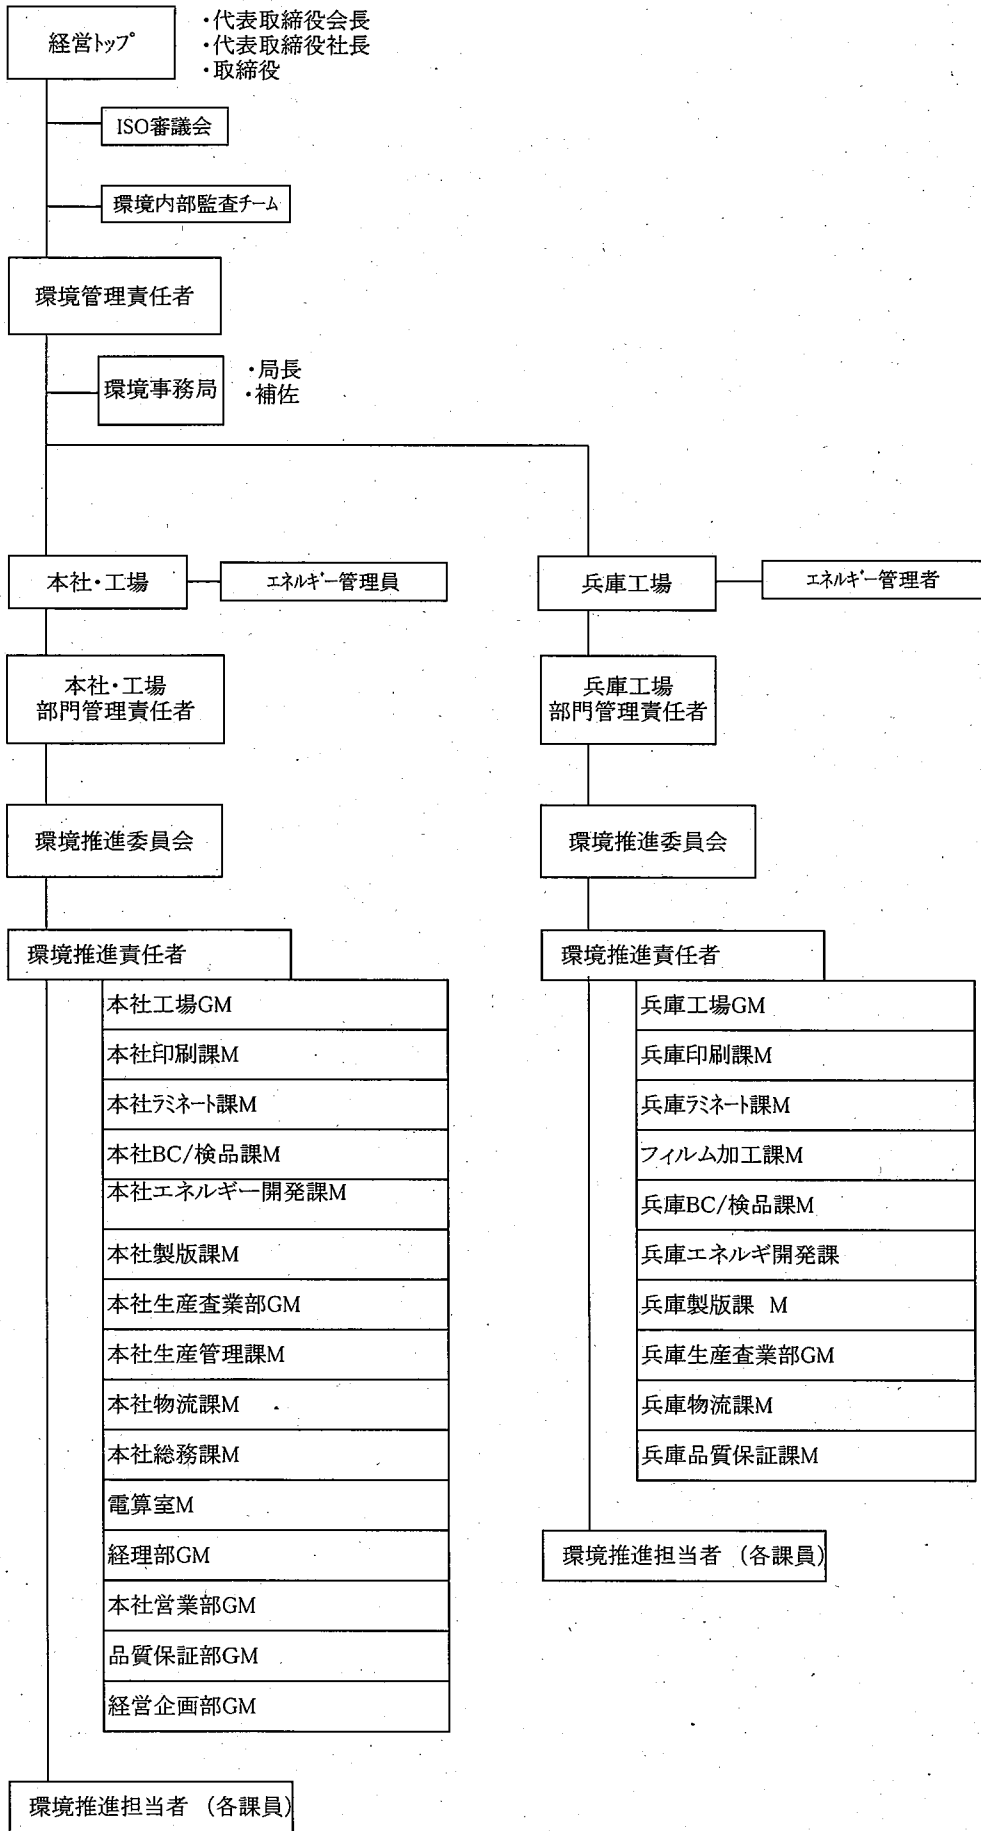 経営トップ
・代表取締役会長
・代表取締役社長
・取締役
ISO審議会
環境内部監査チーム
環境管理責任者
環境事務局
・局長
・補佐
本社・工場
エネルギー管理員
本社・工場
部門管理責任者
環境推進委員会
環境推進責任者
本社工場GM
本社印刷課M
本社ラミネート課M
本社BC/検品課M
本社エネルギー開発課M
本社製版課M
本社生産査業部GM
本社生産管理課M
本社物流課M
本社総務課M
電算室M
経理部GM
本社営業部GM
品質保証部GM
経営企画部GM
環境推進担当者 (各課員)
兵庫工場
エネルギー管理者
兵庫工場
部門管理責任者
環境推進委員会
環境推進責任者
兵庫工場GM
兵庫印刷課M
兵庫ラミネート課M
フィルム加工課M
兵庫BC/検品課M
兵庫エネルギ開発課
兵庫製版課 M
兵庫生産査業部GM
兵庫物流課M
兵庫品質保証課M
環境推進担当者 (各課員)